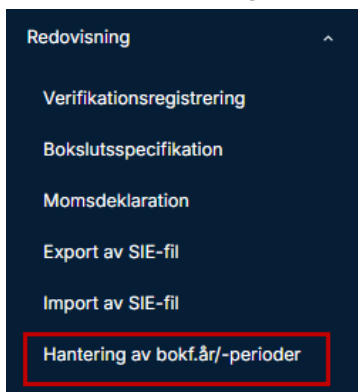 Redovisning
Verifikationsregistrering
Bokslutsspecifikation
Momsdeklaration
Export av SIE-fil
Import av SIE-fil
Hantering av bokf.år/-perioder